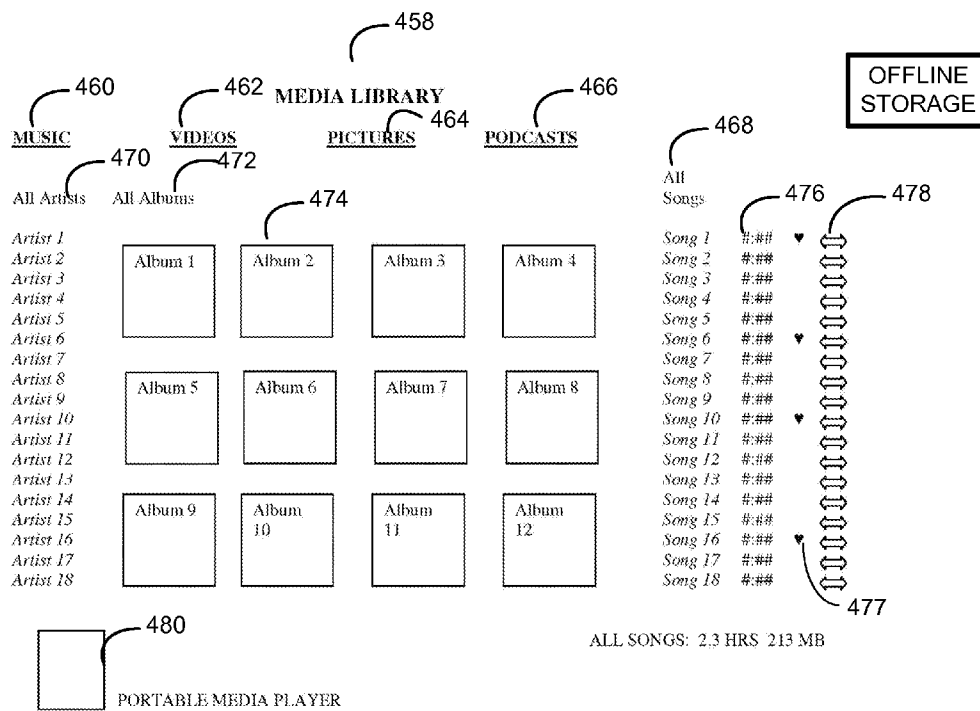 458
OFFLINE
STORAGE
460
462
MEDIA LIBRARY
464
466
468
MUSIC
VIDEOS
PICTURES
PODCASTS
470
472
All Artists
All Albums
474
All
Songs
476
478
Artist 1
Artist 2
Artist 3
Artist 4
Artist 5
Artist 6
Artist 7
Artist 8
Artist 9
Artist 10
Artist 11
Artist 12
Artist 13
Artist 14
Artist 15
Artist 16
Artist 17
Artist 18
Album 1
Album 2
Album 3
Album 4
Album 5
Album 6
Album 7
Album 8
Album 9
Album
10
Album
11
Album
12
Song 1 #:## ♥
Song 2 #:##
Song 3 #:##
Song 4 #:##
Song 5 #:##
Song 6 #:## ♥
Song 7 #:##
Song 8 #:##
Song 9 #:##
Song 10 #:## ♥
Song 11 #:##
Song 12 #:##
Song 13 #:##
Song 14 #:##
Song 15 #:##
Song 16 #:## ♥
Song 17 #:##
Song 18 #:##
477
480
PORTABLE MEDIA PLAYER
ALL SONGS: 2.3 HRS 213 MB